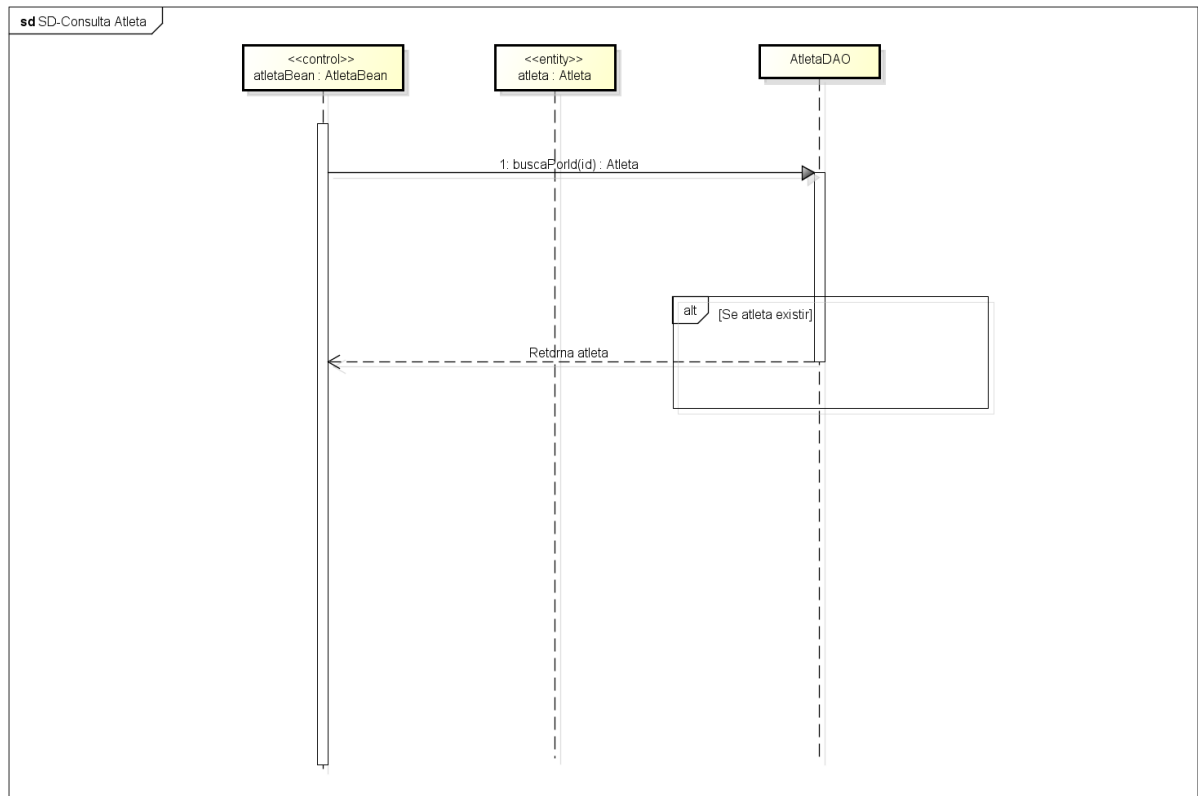 sd SD-Consulta Atleta
<<control>>
atletaBean : AtletaBean
<<entity>>
atleta : Atleta
AtletaDAO
1: buscaPorId(id) : Atleta
alt
[Se atleta existir]
Retorna atleta